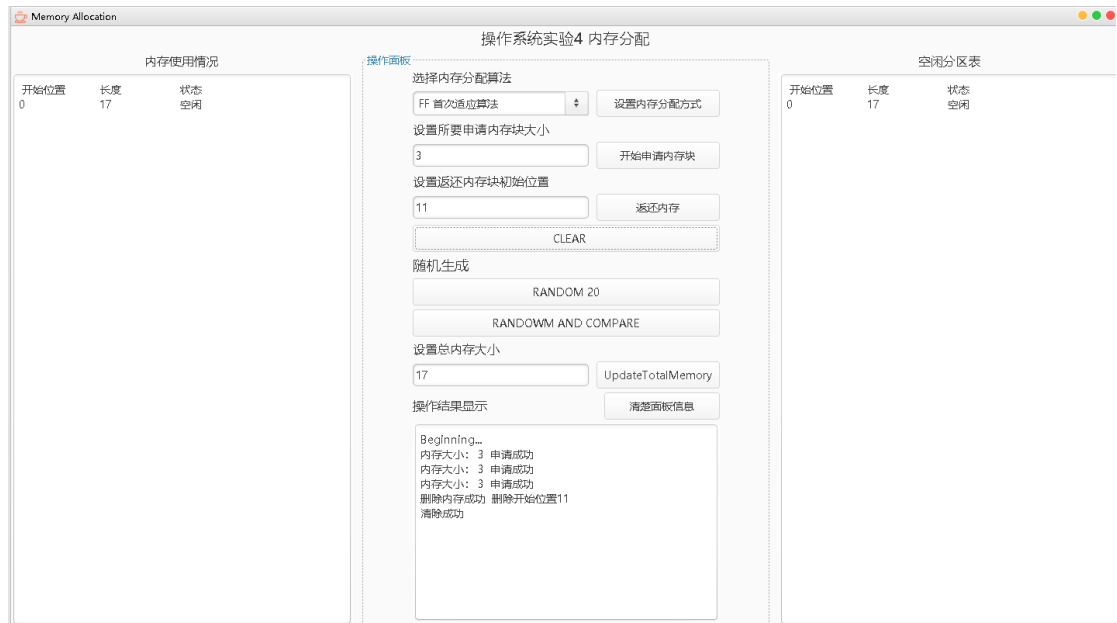 Memory Allocation
操作系统实验4 内存分配
内存使用情况
开始位置 长度 状态
0 17 空闲
操作面板
选择内存分配算法
FF 首次适应算法 设置内存分配方式
设置所要申请内存块大小
3 开始申请内存块
设置返还内存块初始位置
11 返还内存
CLEAR
随机生成
RANDOM 20
RANDOWM AND COMPARE
设置总内存大小
17 UpdateTotalMemory
操作结果显示 清楚面板信息
Beginning...
内存大小: 3 申请成功
内存大小: 3 申请成功
内存大小: 3 申请成功
删除内存成功 删除开始位置11
清除成功
空闲分区表
开始位置 长度 状态
0 17 空闲